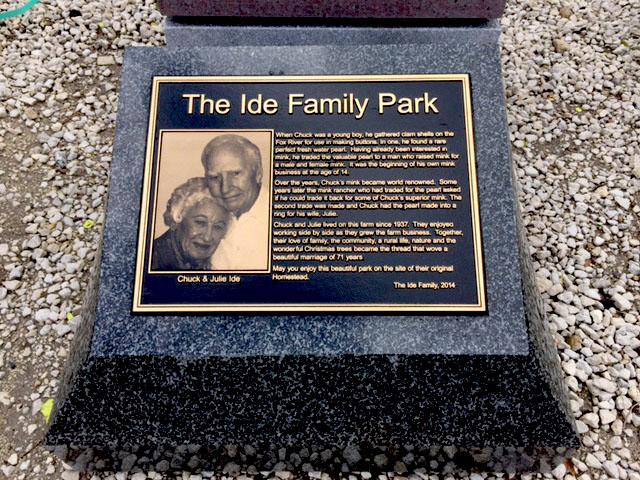 The Ide Family Park
When Chuck was a young boy, he gathered clam shells on the
Fox River for use in making buttons. In one, he found a rare
perfect fresh water pearl. Having already been interested in
mink, he traded the valuable pearl to a man who raised mink for
a male and female mink. It was the beginning of his own mink
business at the age of 14.
Over the years, Chuck's mink became world renowned. Some
years later the mink rancher who had traded for the pearl asked
if he could trade it back for some of Chuck's superior mink. The
second trade was made and Chuck had the pearl made into a
ring for his wife, Julie.
Chuck and Julie lived on this farm since 1937. They enjoyed
working side by side as they grew the farm business. Together,
their love of family, the community, a rural life, nature and the
wonderful Christmas trees became the thread that wove a
beautiful marriage of 71 years
May you enjoy this beautiful park on the site of their original
Homestead.
The Ide Family, 2014
Chuck & Julie Ide